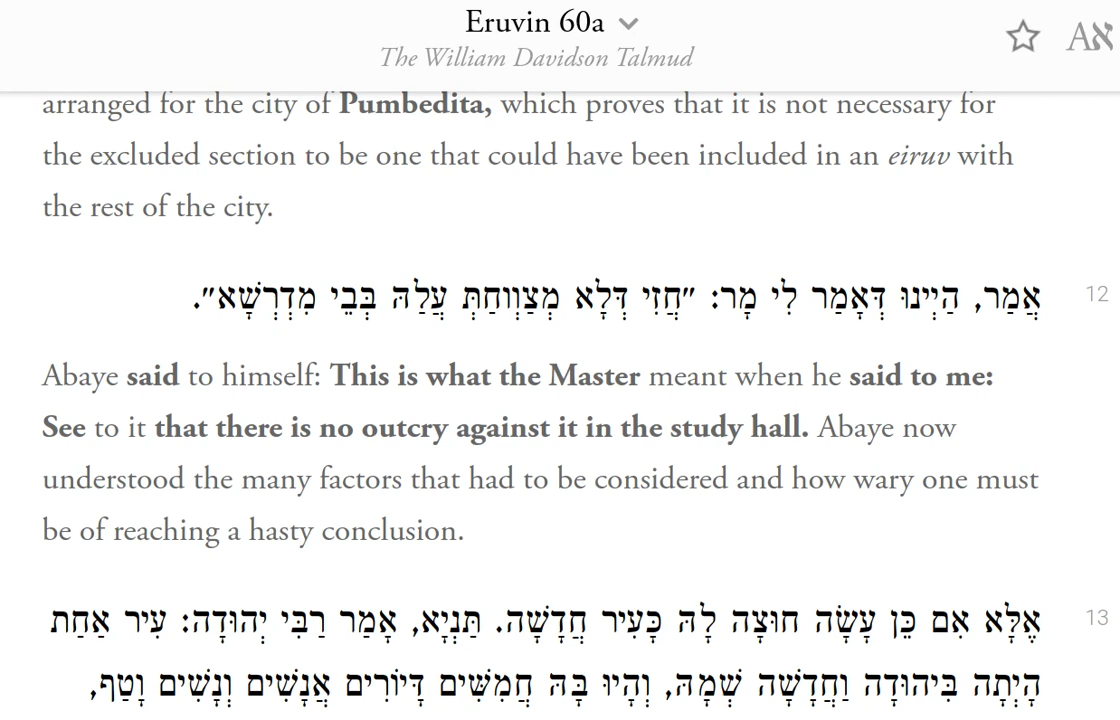 Eruvin 60a
The William Davidson Talmud
Aא
arranged for the city of Pumbedita, which proves that it is not necessary for
the excluded section to be one that could have been included in an eiruv with
the rest of the city.
אֲמַר, הַיְינוּ דְּאָמַר לִי מָר: ״חֲזִי דְּלָא מְצַוְוחַתְּ עֲלַהּ בְּבֵי מִדְרְשָׁא״.
12
Abaye said to himself: This is what the Master meant when he said to me:
See to it that there is no outcry against it in the study hall. Abaye now
understood the many factors that had to be considered and how wary one must
be of reaching a hasty conclusion.
אֶלָּא אִם כֵּן עָשָׂה חוּצָה לָהּ כָּעִיר חֲדָשָׁה. תַּנְיָא, אָמַר רַבִּי יְהוּדָה: עִיר אַחַת
13
הָיְתָה בִּיהוּדָה וַחֲדָשָׁה שְׁמָהּ, וְהָיוּ בָּהּ חֲמִשִּׁים דָּיוֹרִים אֲנָשִׁים וְנָשִׁים וָטַף,